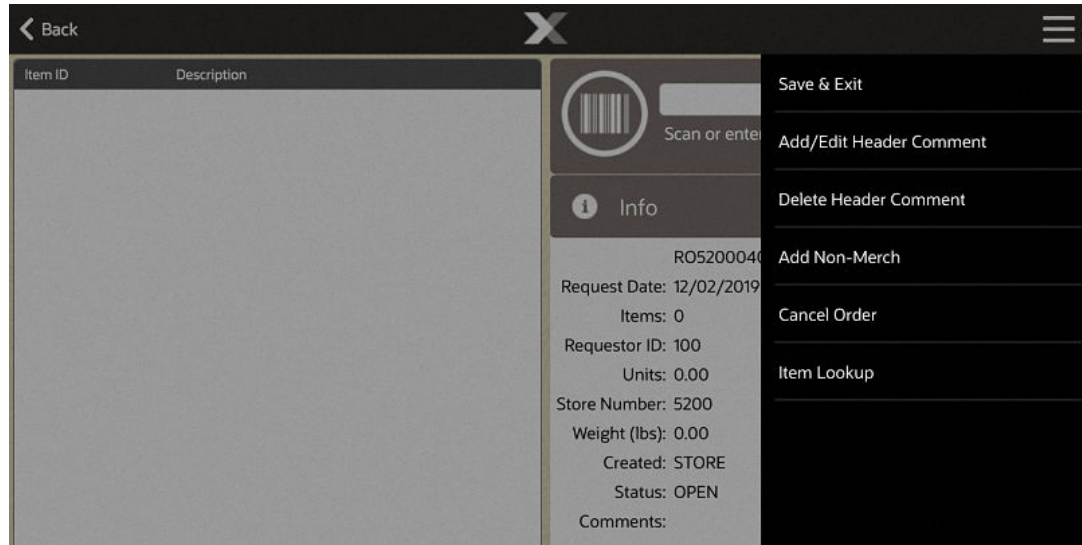 Back
Item ID Description
Scan or enter
Info
RO5200040
Request Date: 12/02/2019
Items: 0
Requestor ID: 100
Units: 0.00
Store Number: 5200
Weight (lbs): 0.00
Created: STORE
Status: OPEN
Comments:
Save & Exit
Add/Edit Header Comment
Delete Header Comment
Add Non-Merch
Cancel Order
Item Lookup